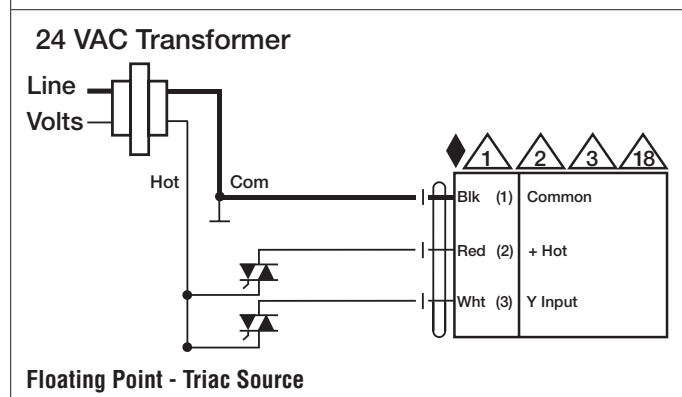 24 VAC Transformer
Line
Volts
Hot
Com
1 2 3 18
Blk (1) Common
Red (2) + Hot
Wht (3) Y Input
Floating Point - Triac Source